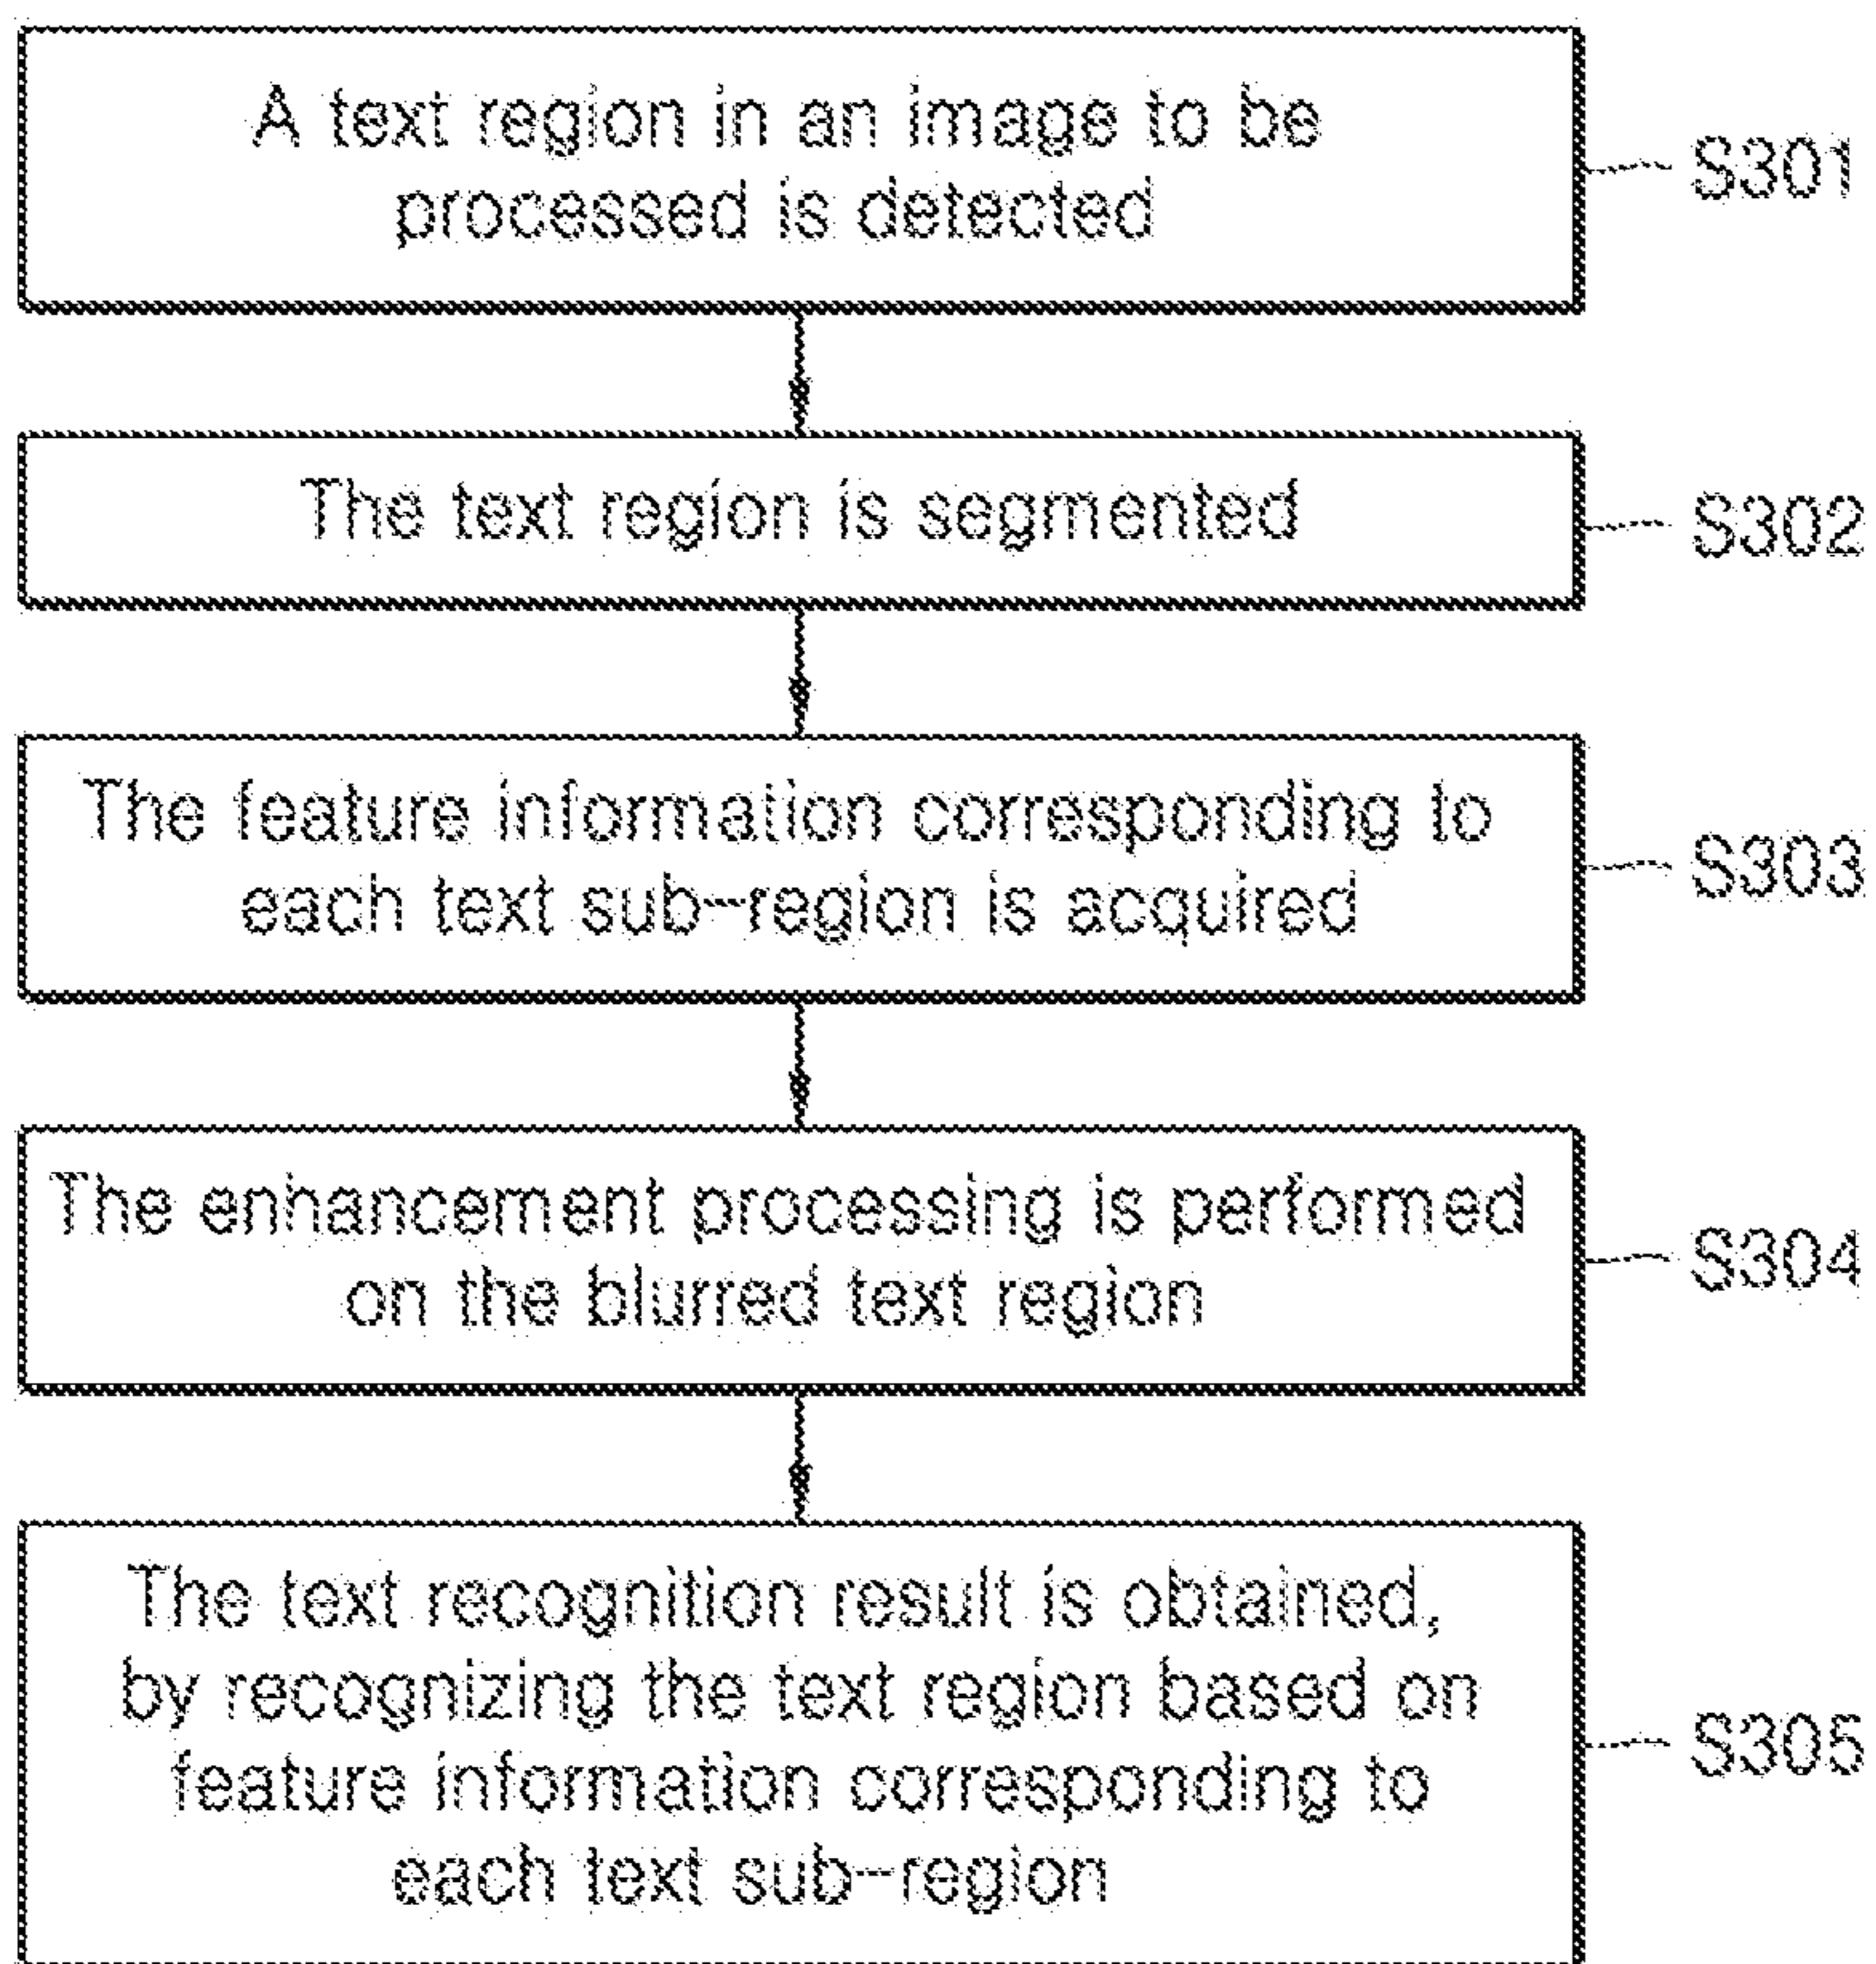 A text region in an image to be
processed is detected
S301
The text region is segmented
S302
The feature information corresponding to
each text sub-region is acquired
S303
The enhancement processing is performed
on the blurred text region
S304
The text recognition result is obtained,
by recognizing the text region based on
feature information corresponding to
each text sub-region
S305